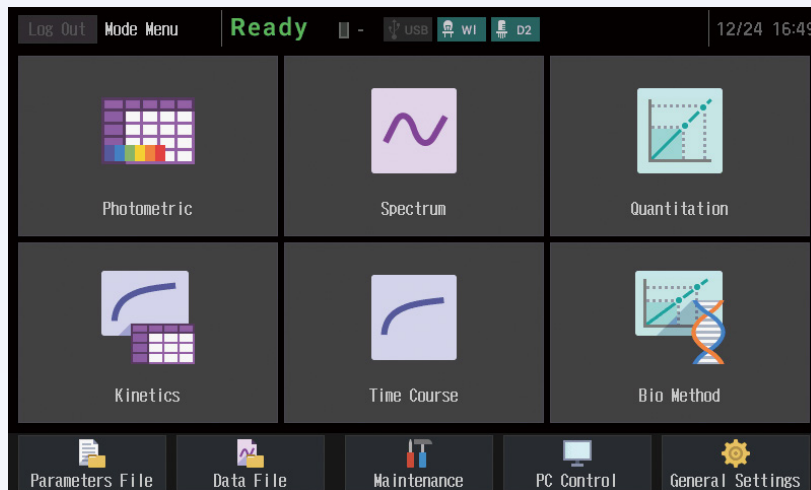 Log Out Mode Menu Ready - USB WI D2 12/24 16:49
Photometric Spectrum Quantitation
Kinetics Time Course Bio Method
Parameters File Data File Maintenance PC Control General Settings